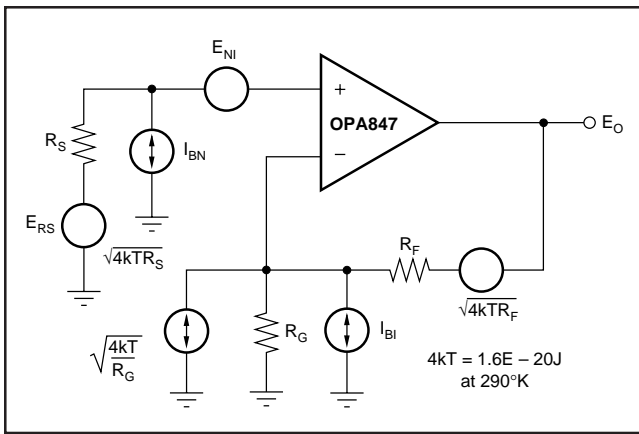 E_NI
+
OPA847
−
E_O
R_S
I_BN
E_RS
√4kTR_S
R_F
√4kTR_F
√4kT/R_G
R_G
I_BI
4kT = 1.6E – 20J
at 290°K